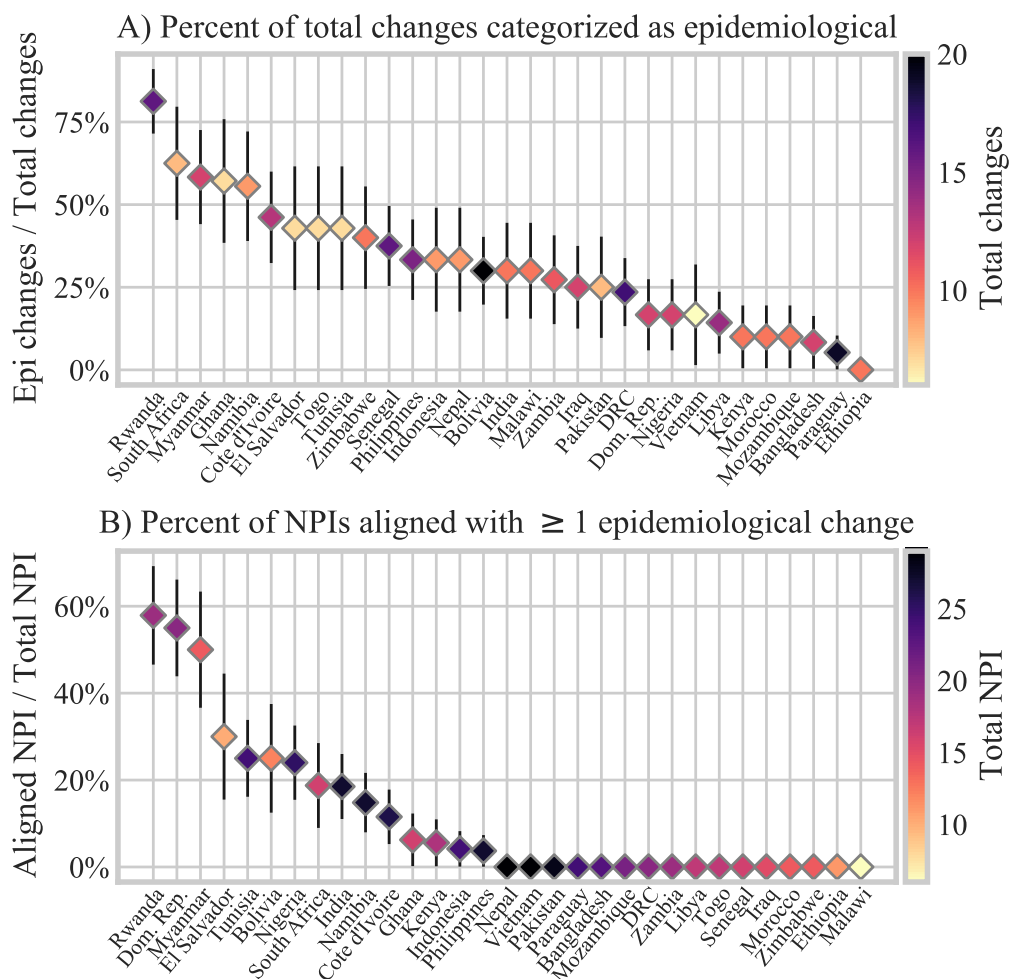 A) Percent of total changes categorized as epidemiological
Epi changes / Total changes
75%
50%
25%
0%
Rwanda
South Africa
Myanmar
Ghana
Namibia
Cote d'Ivoire
El Salvador
Togo
Tunisia
Zimbabwe
Senegal
Philippines
Indonesia
Nepal
Bolivia
India
Malawi
Zambia
Iraq
Pakistan
DRC
Dom. Rep.
Nigeria
Vietnam
Libya
Kenya
Morocco
Mozambique
Bangladesh
Paraguay
Ethiopia
20
15
10
Total changes
B) Percent of NPIs aligned with ≥ 1 epidemiological change
Aligned NPI / Total NPI
60%
40%
20%
0%
Rwanda
Dom. Rep.
Myanmar
El Salvador
Tunisia
Bolivia
Nigeria
South Africa
India
Namibia
Cote d'Ivoire
Ghana
Kenya
Indonesia
Philippines
Nepal
Vietnam
Pakistan
Paraguay
Bangladesh
Mozambique
DRC
Zambia
Libya
Togo
Senegal
Iraq
Morocco
Zimbabwe
Ethiopia
Malawi
25
20
15
10
Total NPI